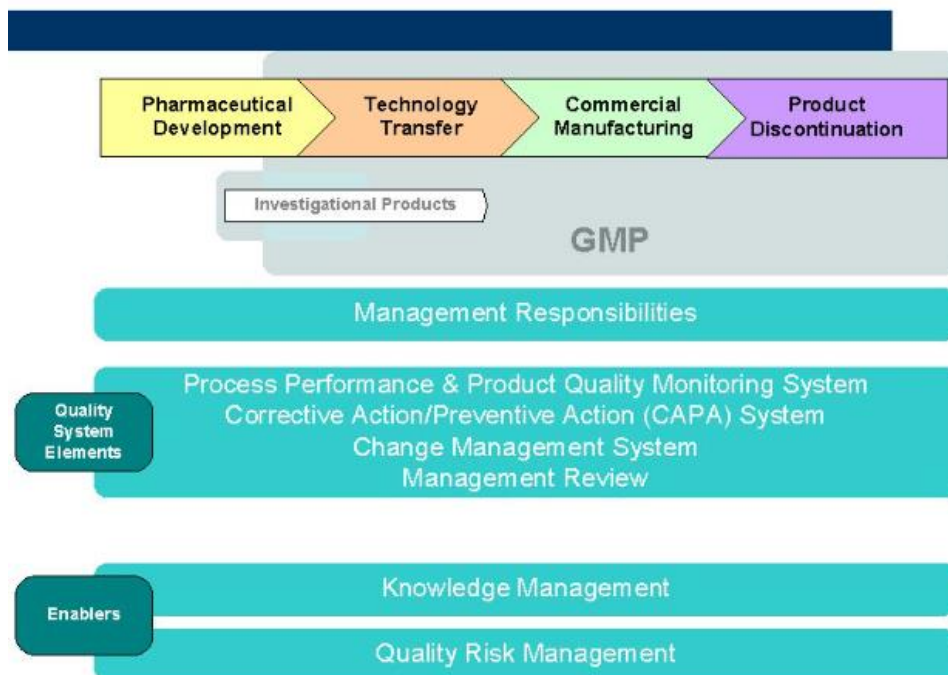 Pharmaceutical
Development
Technology
Transfer
Commercial
Manufacturing
Product
Discontinuation
Investigational Products
GMP
Management Responsibilities
Quality
System
Elements
Process Performance & Product Quality Monitoring System
Corrective Action/Preventive Action (CAPA) System
Change Management System
Management Review
Enablers
Knowledge Management
Quality Risk Management